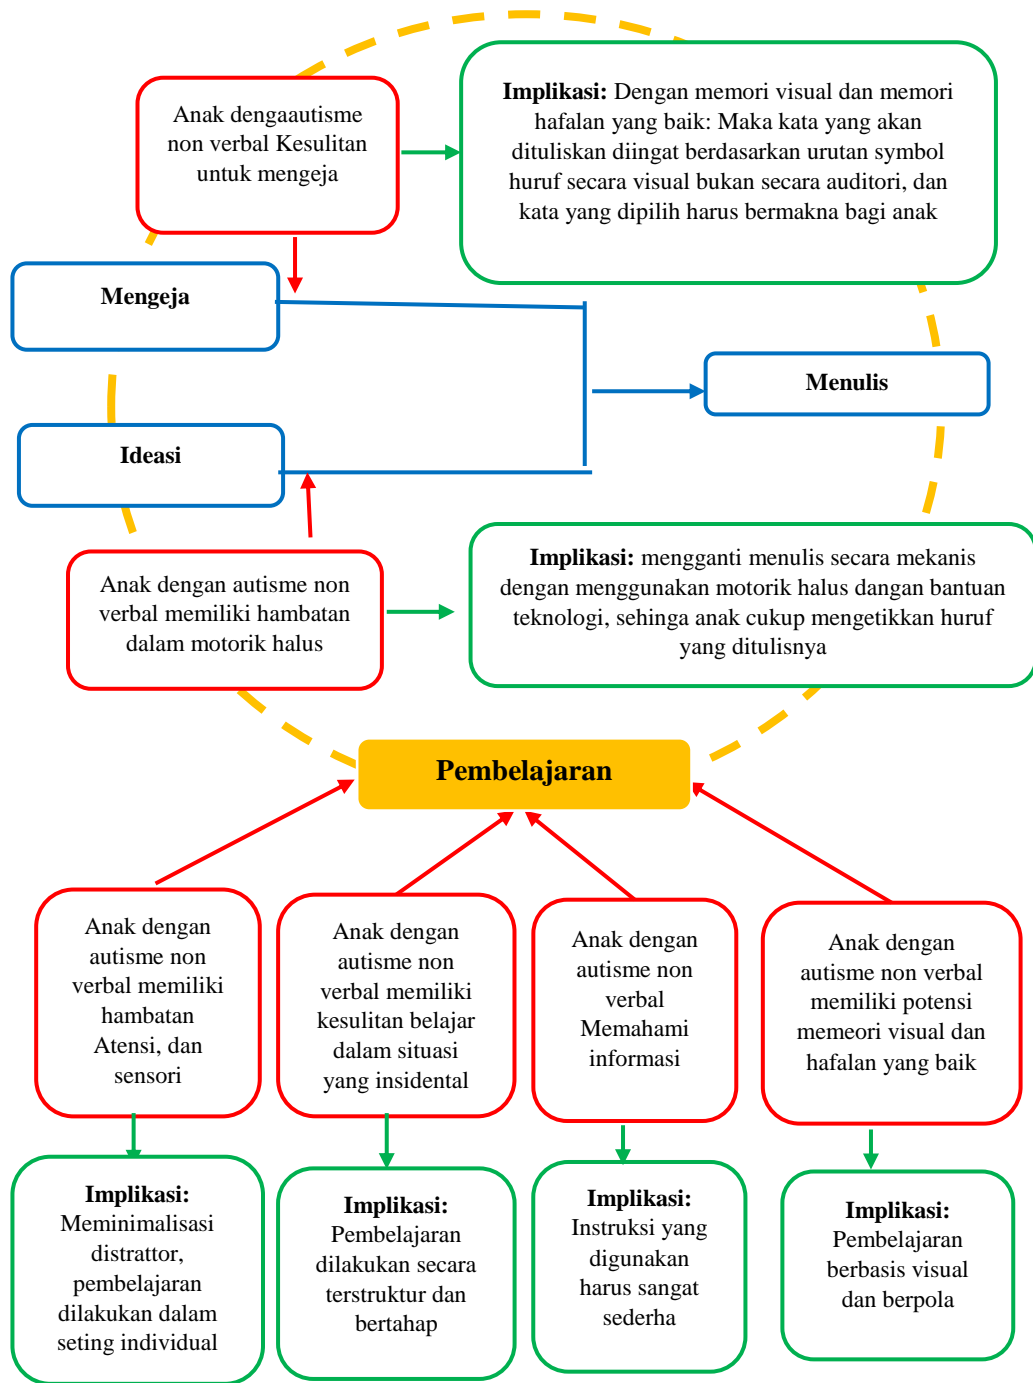 Anak dengaautisme
non verbal Kesulitan
untuk mengeja
Implikasi: Dengan memori visual dan memori
hafalan yang baik: Maka kata yang akan
dituliskan diingat berdasarkan urutan symbol
huruf secara visual bukan secara auditori, dan
kata yang dipilih harus bermakna bagi anak
Mengeja
Menulis
Ideasi
Anak dengan autisme non
verbal memiliki hambatan
dalam motorik halus
Implikasi: mengganti menulis secara mekanis
dengan menggunakan motorik halus dangan bantuan
teknologi, sehinga anak cukup mengetikkan huruf
yang ditulisnya
Pembelajaran
Anak dengan
autisme non
verbal memiliki
hambatan
Atensi, dan
sensori
Anak dengan
autisme non
verbal memiliki
kesulitan belajar
dalam situasi
yang insidental
Anak dengan
autisme non
verbal
Memahami
informasi
Anak dengan
autisme non verbal
memiliki potensi
memeori visual dan
hafalan yang baik
Implikasi:
Meminimalisasi
distrattor,
pembelajaran
dilakukan dalam
seting individual
Implikasi:
Pembelajaran
dilakukan secara
terstruktur dan
bertahap
Implikasi:
Instruksi yang
digunakan
harus sangat
sederha
Implikasi:
Pembelajaran
berbasis visual
dan berpola